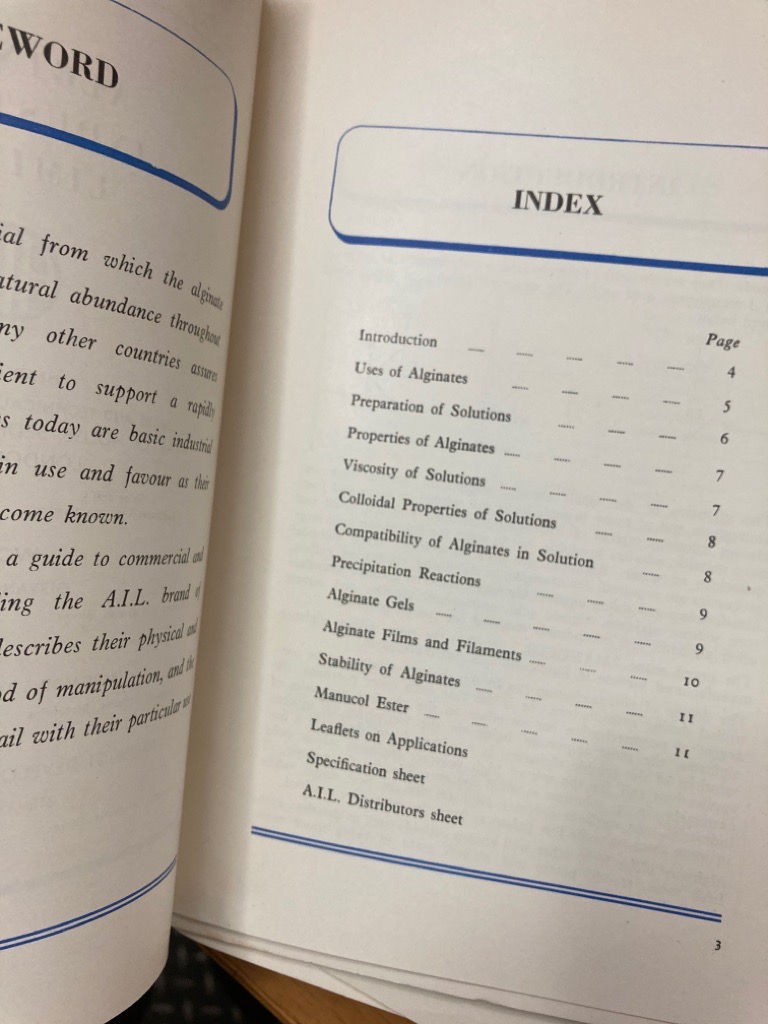 EWORD
ial from which the alginate
atural abundance throughout
ny other countries assures
ient to support a rapidly
s today are basic industrial
in use and favour as their
come known.
a guide to commercial and
ing the A.I.L. brand of
describes their physical and
od of manipulation, and the
ail with their particular use
INDEX
Page
Introduction 4
Uses of Alginates 5
Preparation of Solutions 6
Properties of Alginates 7
Viscosity of Solutions 7
Colloidal Properties of Solutions 8
Compatibility of Alginates in Solution 8
Precipitation Reactions 9
Alginate Gels 9
Alginate Films and Filaments 10
Stability of Alginates 11
Manucol Ester 11
Leaflets on Applications
Specification sheet
A.I.L. Distributors sheet
3